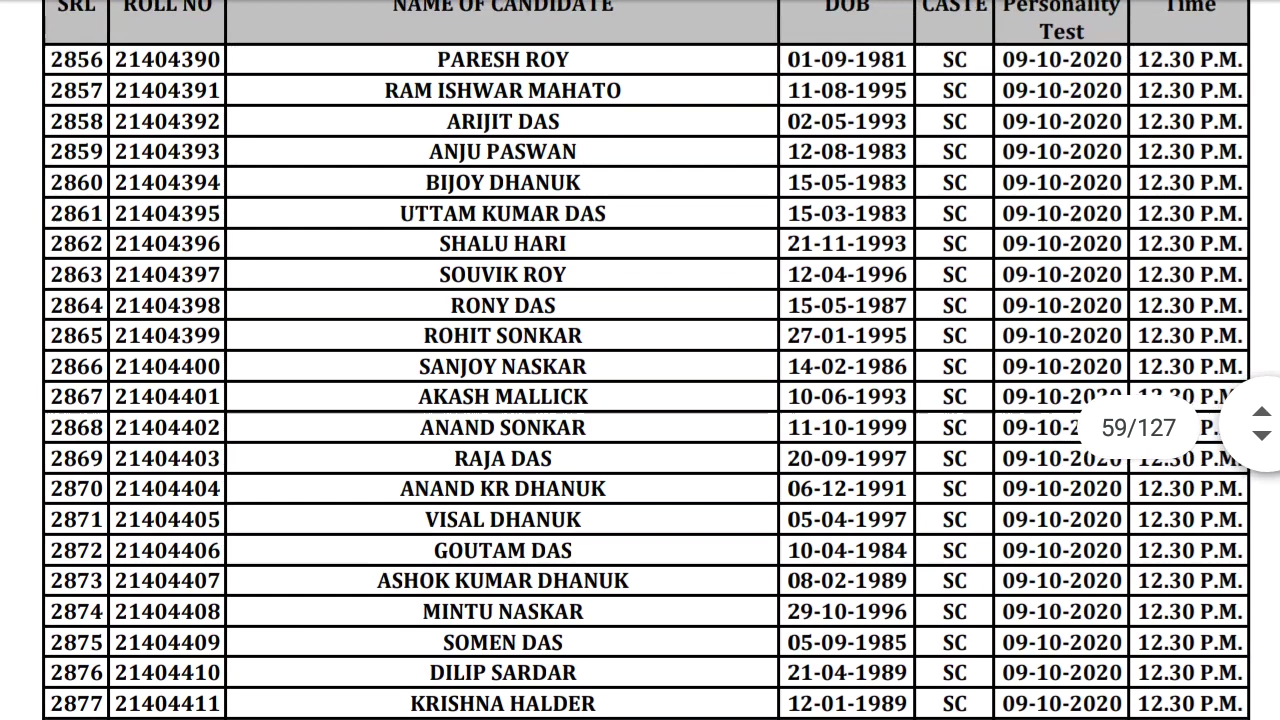 SRL ROLL NO NAME OF CANDIDATE DOB CASTE Personality Time
Test
2856 21404390 PARESH ROY 01-09-1981 SC 09-10-2020 12.30 P.M.
2857 21404391 RAM ISHWAR MAHATO 11-08-1995 SC 09-10-2020 12.30 P.M.
2858 21404392 ARIJIT DAS 02-05-1993 SC 09-10-2020 12.30 P.M.
2859 21404393 ANJU PASWAN 12-08-1983 SC 09-10-2020 12.30 P.M.
2860 21404394 BIJOY DHANUK 15-05-1983 SC 09-10-2020 12.30 P.M.
2861 21404395 UTTAM KUMAR DAS 15-03-1983 SC 09-10-2020 12.30 P.M.
2862 21404396 SHALU HARI 21-11-1993 SC 09-10-2020 12.30 P.M.
2863 21404397 SOUVIK ROY 12-04-1996 SC 09-10-2020 12.30 P.M.
2864 21404398 RONY DAS 15-05-1987 SC 09-10-2020 12.30 P.M.
2865 21404399 ROHIT SONKAR 27-01-1995 SC 09-10-2020 12.30 P.M.
2866 21404400 SANJOY NASKAR 14-02-1986 SC 09-10-2020 12.30 P.M.
2867 21404401 AKASH MALLICK 10-06-1993 SC 09-10-2020 12.30 P.M
2868 21404402 ANAND SONKAR 11-10-1999 SC 09-10-2 59/127 P.
2869 21404403 RAJA DAS 20-09-1997 SC 09-10-2020 12.30 P.M.
2870 21404404 ANAND KR DHANUK 06-12-1991 SC 09-10-2020 12.30 P.M.
2871 21404405 VISAL DHANUK 05-04-1997 SC 09-10-2020 12.30 P.M.
2872 21404406 GOUTAM DAS 10-04-1984 SC 09-10-2020 12.30 P.M.
2873 21404407 ASHOK KUMAR DHANUK 08-02-1989 SC 09-10-2020 12.30 P.M.
2874 21404408 MINTU NASKAR 29-10-1996 SC 09-10-2020 12.30 P.M.
2875 21404409 SOMEN DAS 05-09-1985 SC 09-10-2020 12.30 P.M.
2876 21404410 DILIP SARDAR 21-04-1989 SC 09-10-2020 12.30 P.M.
2877 21404411 KRISHNA HALDER 12-01-1989 SC 09-10-2020 12.30 P.M.